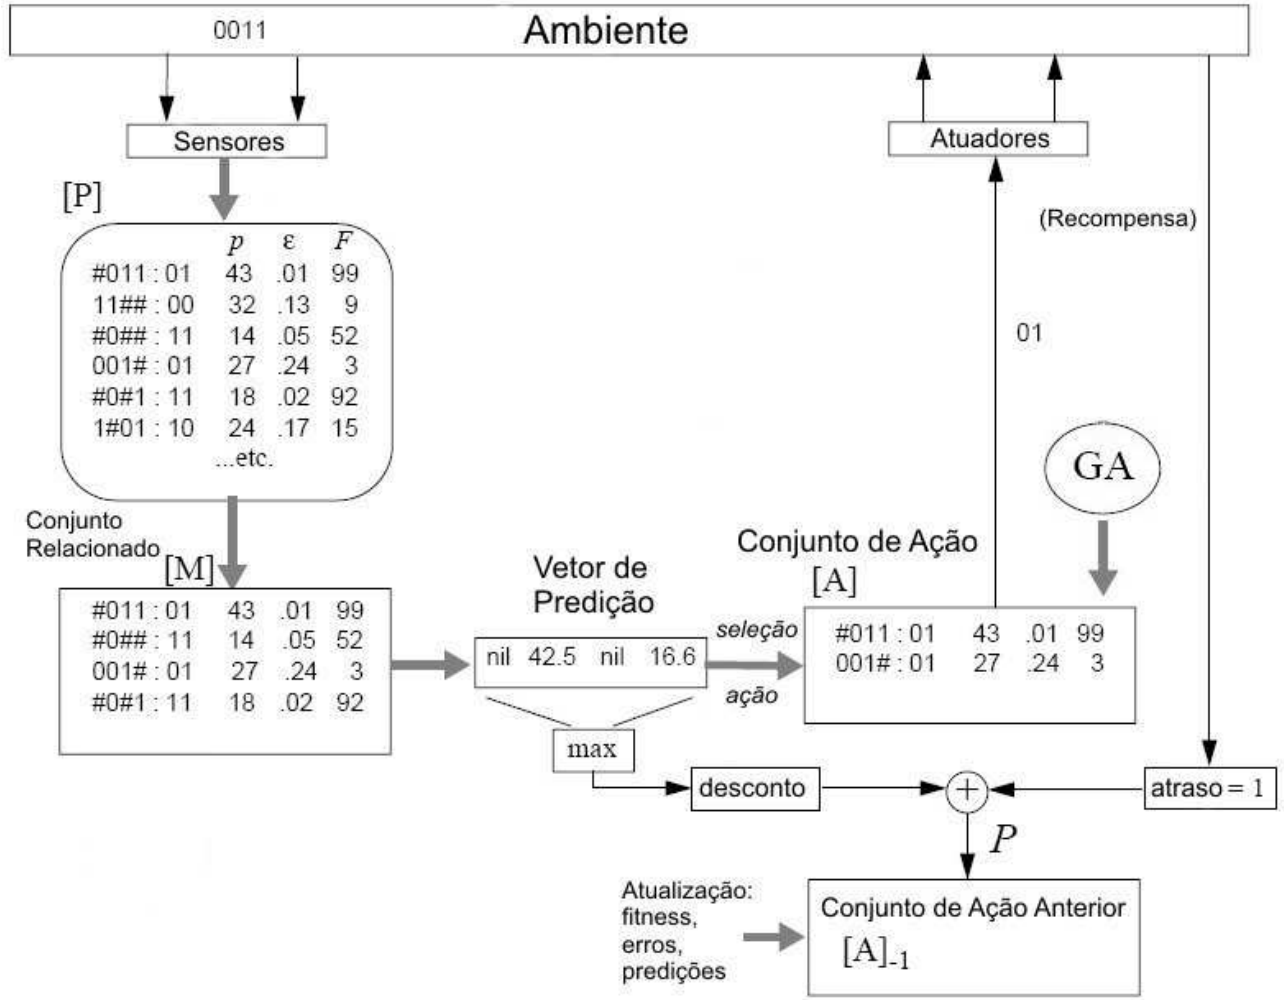 0011 Ambiente
Sensores
Atuadores
[P]
(Recompensa)
p ε F
#011 : 01 43 .01 99
11## : 00 32 .13 9
#0## : 11 14 .05 52
001# : 01 27 .24 3
#0#1 : 11 18 .02 92
1#01 : 10 24 .17 15
...etc.
01
GA
Conjunto
Relacionado
[M]
#011 : 01 43 .01 99
#0## : 11 14 .05 52
001# : 01 27 .24 3
#0#1 : 11 18 .02 92
Vetor de
Predição
nil 42.5 nil 16.6
max
seleção
ação
Conjunto de Ação
[A]
#011 : 01 43 .01 99
001# : 01 27 .24 3
desconto
+
atraso = 1
P
Atualização:
fitness,
erros,
predições
Conjunto de Ação Anterior
[A]-1